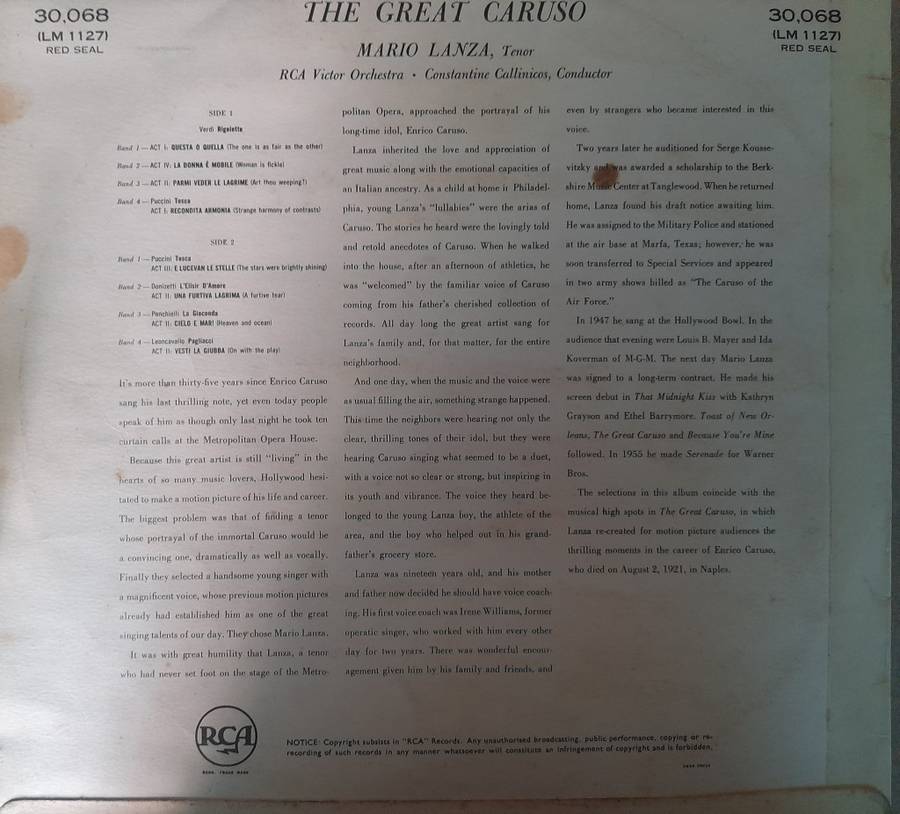 30,068
(LM 1127)
RED SEAL
THE GREAT CARUSO
MARIO LANZA, Tenor
RCA Victor Orchestra • Constantine Callinicos, Conductor
30,068
(LM 1127)
RED SEAL
SIDE 1
Verdi Rigoletto
Band 1 — ACT I: QUESTA O QUELLA (The one is as fair as the other)
Band 2 — ACT IV: LA DONNA È MOBILE (Woman is fickle)
Band 3 — ACT II: PARMI VEDER LE LAGRIME (Art thou weeping?)
Band 4 — Puccini Tosca
ACT I: RECONDITA ARMONIA (Strange harmony of contrasts)
SIDE 2
Band 1 — Puccini Tosca
ACT III: E LUCEVAN LE STELLE (The stars were brightly shining)
Band 2 — Donizetti L'Elisir D'Amore
ACT II: UNA FURTIVA LAGRIMA (A furtive tear)
Band 3 — Ponchielli La Gioconda
ACT II: CIELO E MAR! (Heaven and ocean)
Band 4 — Leoncavallo Pagliacci
ACT I: VESTI LA GIUBBA (On with the play)
It's more than thirty-five years since Enrico Caruso
sang his last thrilling note, yet even today people
speak of him as though only last night he took ten
curtain calls at the Metropolitan Opera House.
Because this great artist is still "living" in the
hearts of so many music lovers, Hollywood hesi-
tated to make a motion picture of his life and career.
The biggest problem was that of finding a tenor
whose portrayal of the immortal Caruso would be
a convincing one, dramatically as well as vocally.
Finally they selected a handsome young singer with
a magnificent voice, whose previous motion pictures
already had established him as one of the great
singing talents of our day. They chose Mario Lanza.
It was with great humility that Lanza, a tenor
who had never set foot on the stage of the Metro-
politan Opera, approached the portrayal of his
long-time idol, Enrico Caruso.
Lanza inherited the love and appreciation of
great music along with the emotional capacities of
an Italian ancestry. As a child at home in Philadel-
phia, young Lanza's "lullabies" were the arias of
Caruso. The stories he heard were the lovingly told
and retold anecdotes of Caruso. When he walked
into the house, after an afternoon of athletics, he
was "welcomed" by the familiar voice of Caruso
coming from his father's cherished collection of
records. All day long the great artist sang for
Lanza's family and, for that matter, for the entire
neighborhood.
And one day, when the music and the voice were
as usual filling the air, something strange happened.
This time the neighbors were hearing not only the
clear, thrilling tones of their idol, but they were
hearing Caruso singing what seemed to be a duet,
with a voice not so clear or strong, but inspiring in
its youth and vibrance. The voice they heard be-
longed to the young Lanza boy, the athlete of the
area, and the boy who helped out in his grand-
father's grocery store.
Lanza was nineteen years old, and his mother
and father now decided he should have voice coach-
ing. His first voice coach was Irene Williams, former
operatic singer, who worked with him every other
day for two years. There was wonderful encour-
agement given him by his family and friends, and
even by strangers who became interested in this
voice.
Two years later he auditioned for Serge Kousse-
vitzky and was awarded a scholarship to the Berk-
shire Music Center at Tanglewood. When he returned
home, Lanza found his draft notice awaiting him.
He was assigned to the Military Police and stationed
at the air base at Marfa, Texas; however, he was
soon transferred to Special Services and appeared
in two army shows billed as "The Caruso of the
Air Force."
In 1947 he sang at the Hollywood Bowl. In the
audience that evening were Louis B. Mayer and Ida
Koverman of M-G-M. The next day Mario Lanza
was signed to a long-term contract. He made his
screen debut in That Midnight Kiss with Kathryn
Grayson and Ethel Barrymore. Toast of New Or-
leans, The Great Caruso and Because You're Mine
followed. In 1955 he made Serenade for Warner
Bros.
The selections in this album coincide with the
musical high spots in The Great Caruso, in which
Lanza re-created for motion picture audiences the
thrilling moments in the career of Enrico Caruso,
who died on August 2, 1921, in Naples.
RCA
NOTICE: Copyright subsists in "RCA" Records. Any unauthorised broadcasting, public performance, copying or re-
recording of such records in any manner whatsoever will constitute an infringement of copyright and is forbidden.